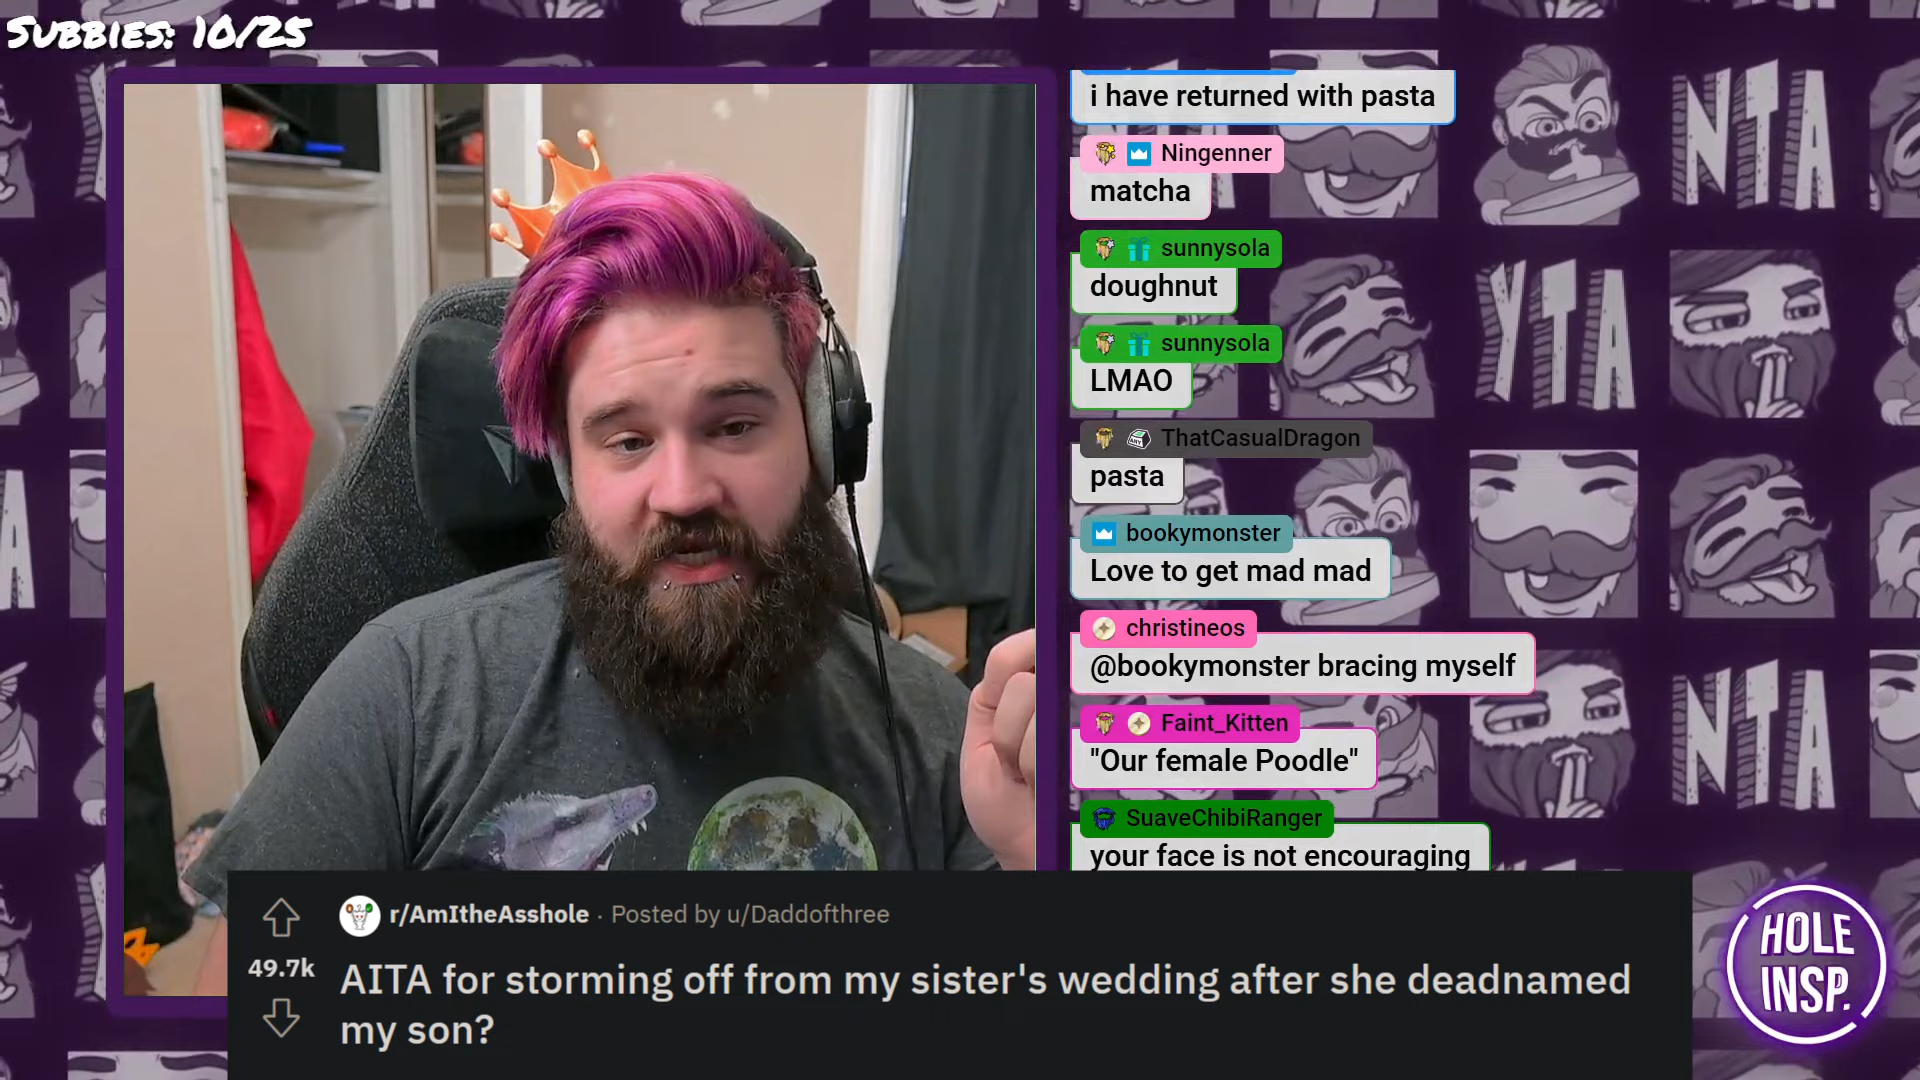 Subbies: 10/25
i have returned with pasta
Ningenner
matcha
sunnysola
doughnut
sunnysola
LMAO
ThatCasualDragon
pasta
bookymonster
Love to get mad mad
christineos
@bookymonster bracing myself
Faint_Kitten
"Our female Poodle"
SuaveChibiRanger
your face is not encouraging
r/AmItheAsshole · Posted by u/Daddofthree
49.7k
AITA for storming off from my sister's wedding after she deadnamed
my son?
HOLE
INSP.
NTA
YTA
NTA